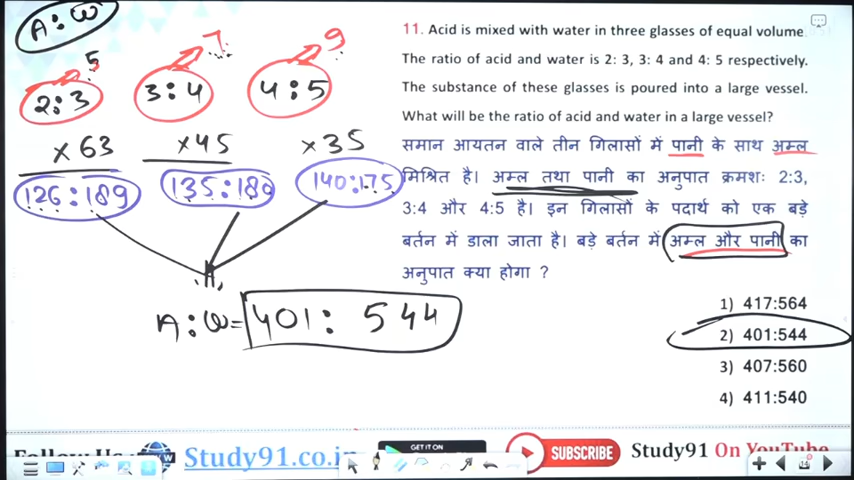 A:W
5
7
9
2:3
3:4
4:5
×63
×45
×35
126:189
135:180
140:175
A:W=401: 544
11. Acid is mixed with water in three glasses of equal volume
The ratio of acid and water is 2: 3, 3: 4 and 4: 5 respectively.
The substance of these glasses is poured into a large vessel.
What will be the ratio of acid and water in a large vessel?
समान आयतन वाले तीन गिलासों में पानी के साथ अम्ल
मिश्रित है। अम्ल तथा पानी का अनुपात क्रमशः 2:3,
3:4 और 4:5 है। इन गिलासों के पदार्थ को एक बड़े
बर्तन में डाला जाता है। बड़े बर्तन में अम्ल और पानी का
अनुपात क्या होगा ?
1) 417:564
2) 401:544
3) 407:560
4) 411:540
Follow Us
Study91.co.in
GET IT ON
SUBSCRIBE
Study91 On YouTube